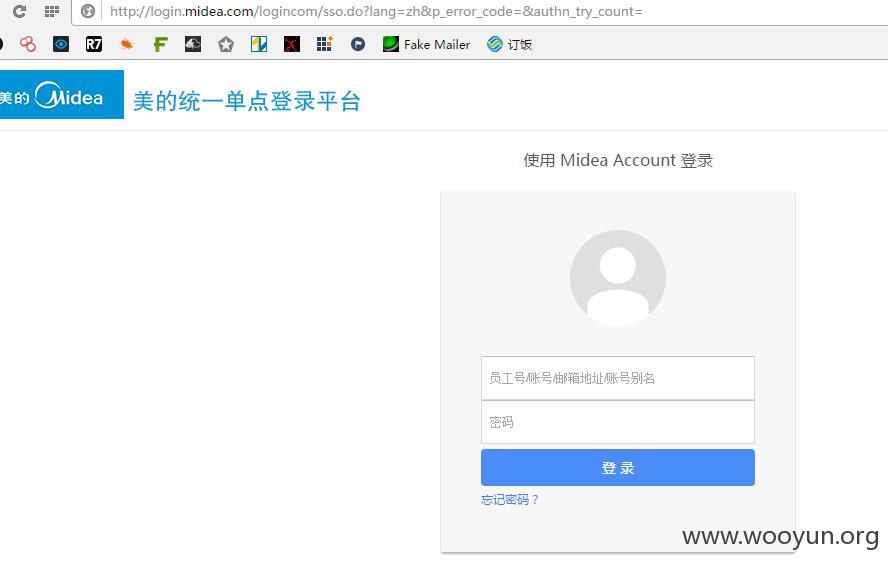 http://login.midea.com/logincom/sso.do?lang=zh&p_error_code=&authn_try_count=
R7 F Fake Mailer 订饭
美的 Midea 美的统一单点登录平台
使用 Midea Account 登录
员工号/账号/邮箱地址/账号别名
密码
登 录
忘记密码？
www.wooyun.org